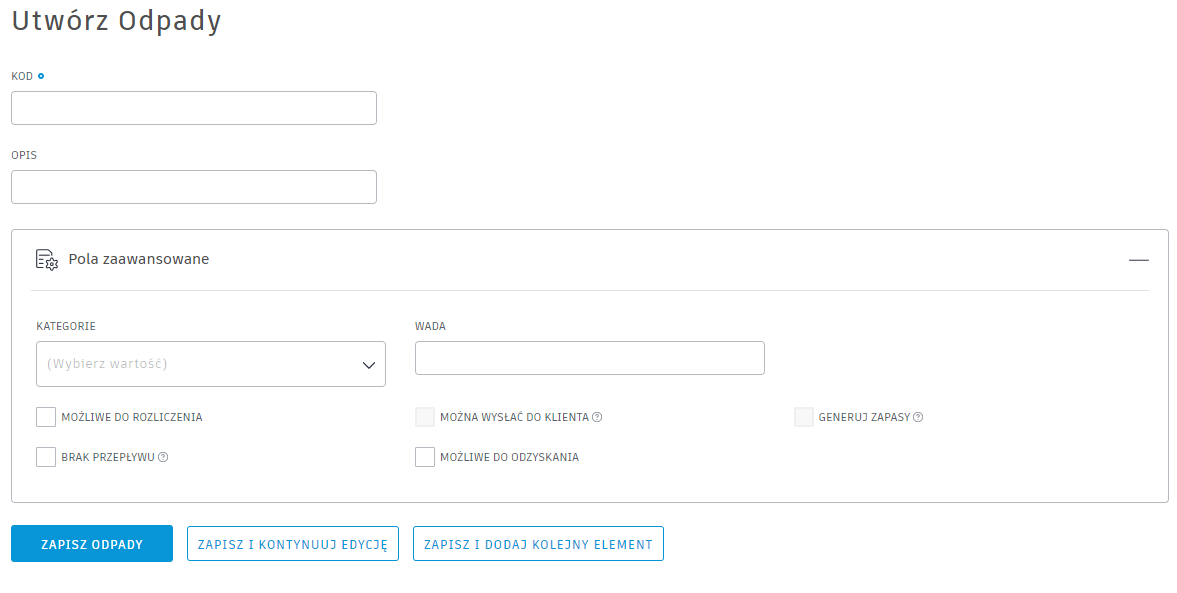 Utwórz Odpady
KOD
OPIS
Pola zaawansowane
KATEGORIE
WADA
(Wybierz wartość)
MOŻLIWE DO ROZLICZENIA
MOŻNA WYSŁAĆ DO KLIENTA
GENERUJ ZAPASY
BRAK PRZEPŁYWU
MOŻLIWE DO ODZYSKANIA
ZAPISZ ODPADY
ZAPISZ I KONTYNUUJ EDYCJĘ
ZAPISZ I DODAJ KOLEJNY ELEMENT